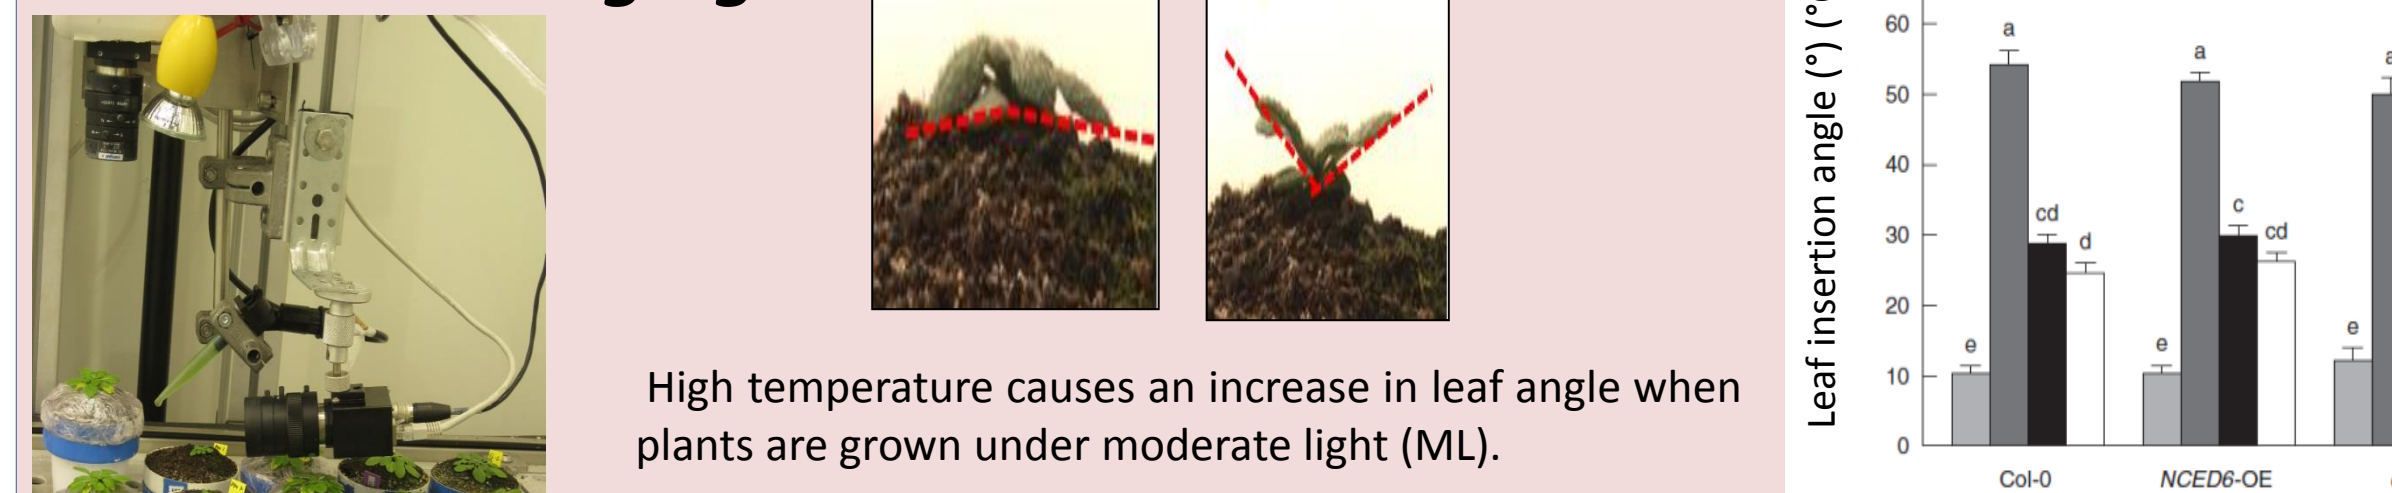 High temperature causes an increase in leaf angle when
plants are grown under moderate light (ML).
Leaf insertion angle (°) (°
60
50
40
30
20
10
0
e
a
cd
d
e
a
c
cd
e
a
Col-0
NCED6-OE